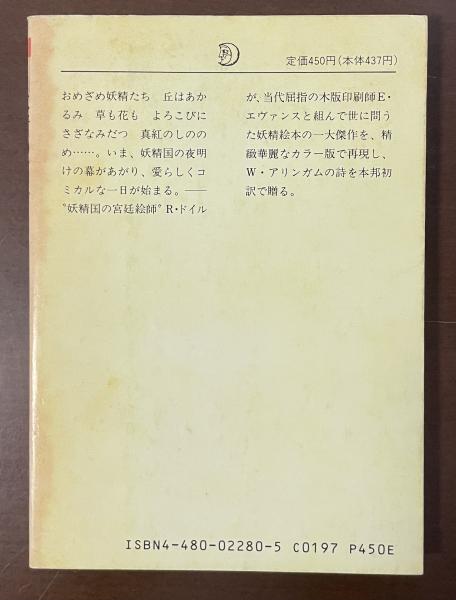 定価450円(本体437円)
おめざめ妖精たち　丘はあか
るみ　草も花も　よろこびに
さざなみだつ　真紅のしのの
め……。いま、妖精国の夜明
けの幕があがり、愛らしくコ
ミカルな一日が始まる。──
〝妖精国の宮廷絵師〟R・ドイル
が、当代屈指の木版印刷師E・
エヴァンスと組んで世に問う
た妖精絵本の一大傑作を、精
緻華麗なカラー版で再現し、
W・アリンガムの詩を本邦初
訳で贈る。
ISBN4-480-02280-5 C0197 P450E